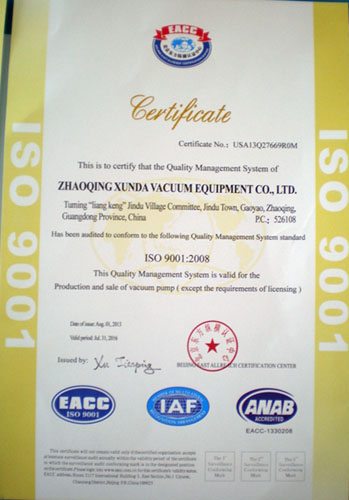 EACC
Certificate
Certificate No.: USA13Q27669R0M
This is to certify that the Quality Management System of
ZHAOQING XUNDA VACUUM EQUIPMENT CO., LTD.
Tuming "liang keng" Jindu Village Committee, Jindu Town, Gaoyao, Zhaoqing,
Guangdong Province, China P.C.: 526108
Has been audited to conform to the following Quality Management System standard
ISO 9001:2008
This Quality Management System is valid for the
Production and sale of vacuum pump ( except the requirements of licensing )
Date of issue: Aug. 01, 2013
Valid period: Jul. 31, 2016
Issued by:
BEIJING EAST ALLREACH CERTIFICATION CENTER
EACC
ISO 9001
IAF
ANAB
ACCREDITED
EACC-1330208
ISO 9001
ISO 9001